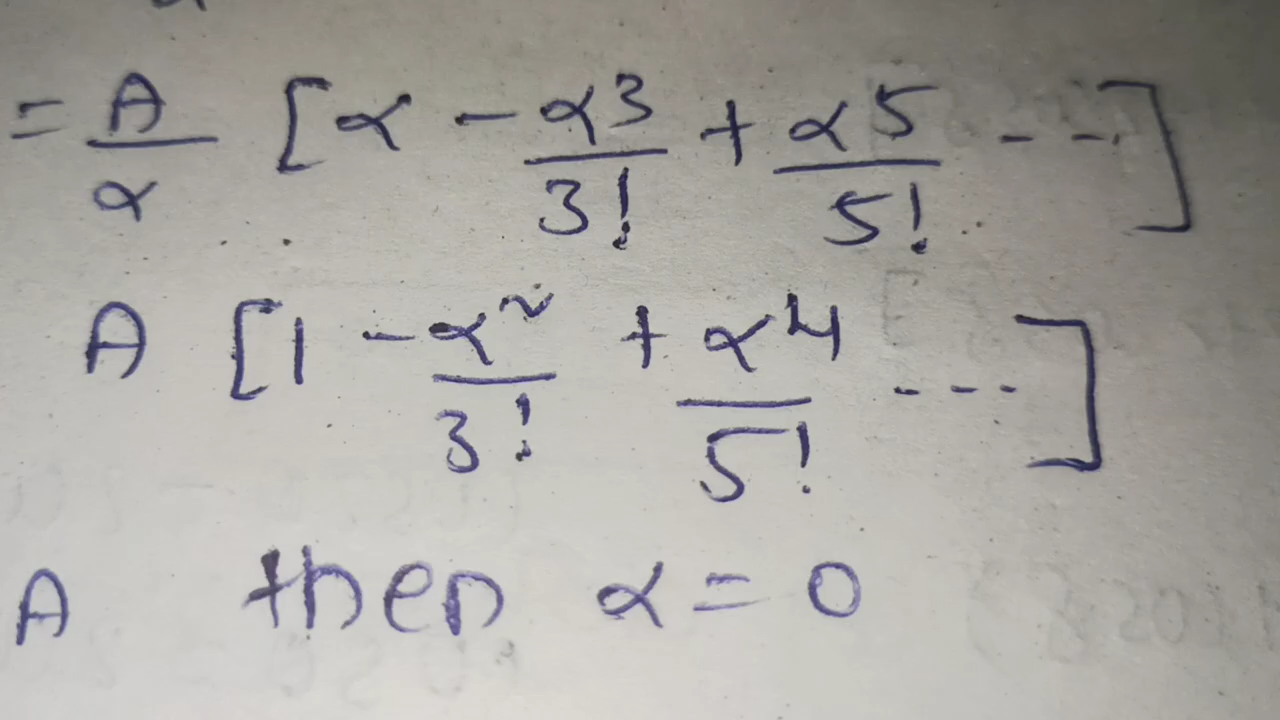 = A/α [α - α³/3! + α⁵/5! - - -]
A [1 - α²/3! + α⁴/5! - - - -]
A then α = 0